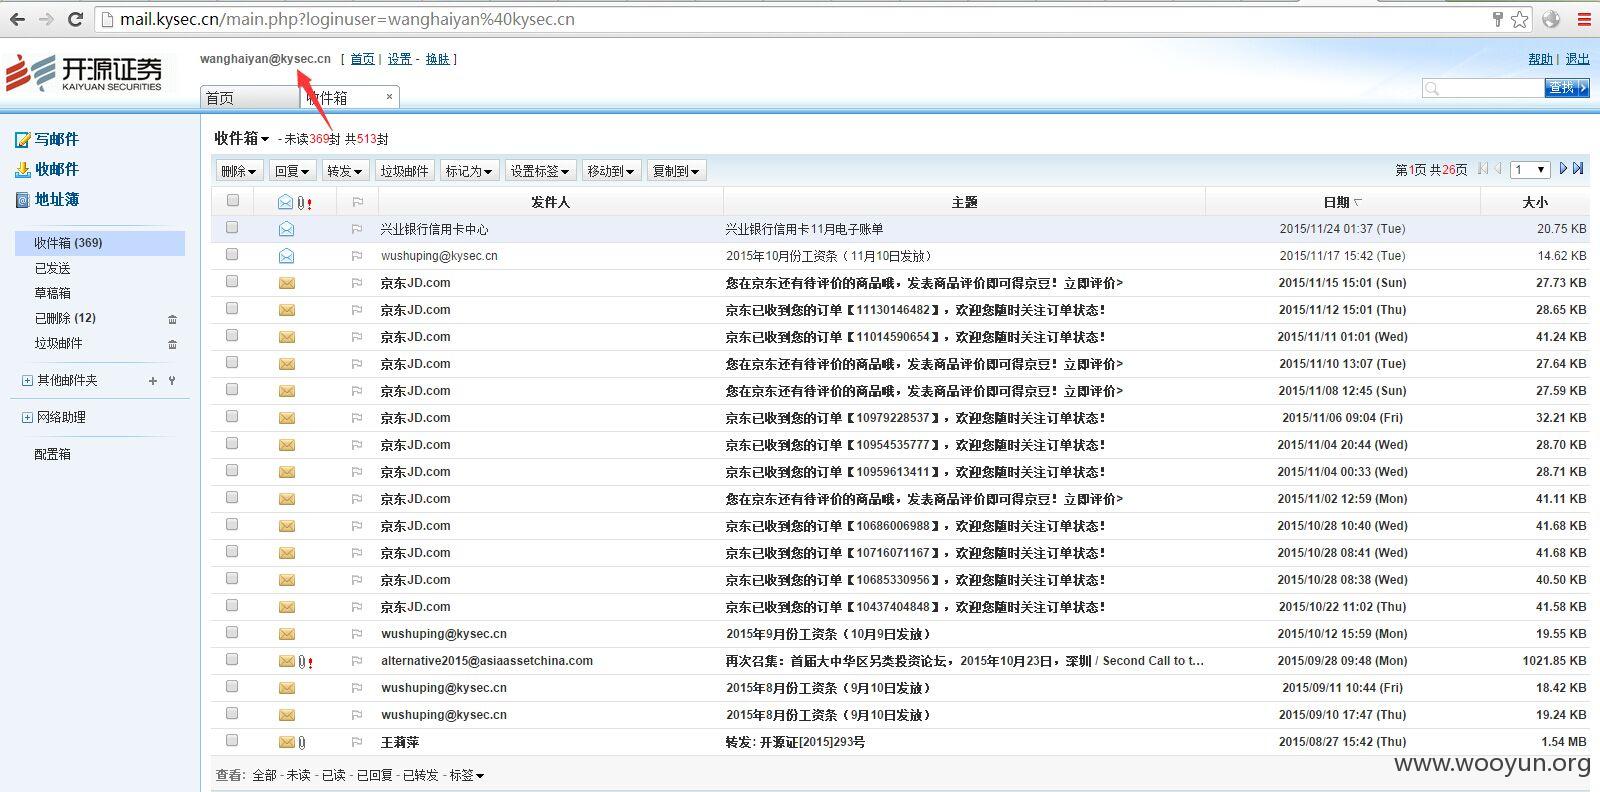 mail.kysec.cn/main.php?loginuser=wanghaiyan%40kysec.cn
开源证券
KAIYUAN SECURITIES
wanghaiyan@kysec.cn [ 首页 | 设置 - 换肤 ]
帮助 | 退出
查找
首页
收件箱 ×
写邮件
收邮件
地址簿
收件箱 (369)
已发送
草稿箱
已删除 (12)
垃圾邮件
其他邮件夹
网络助理
配置箱
收件箱 - 未读369封 共513封
删除 回复 转发 垃圾邮件 标记为 设置标签 移动到 复制到 第1页 共26页 1
发件人 主题 日期 大小
兴业银行信用卡中心 兴业银行信用卡11月电子账单 2015/11/24 01:37 (Tue) 20.75 KB
wushuping@kysec.cn 2015年10月份工资条（11月10日发放） 2015/11/17 15:42 (Tue) 14.62 KB
京东JD.com 您在京东还有待评价的商品哦，发表商品评价即可得京豆！立即评价> 2015/11/15 15:01 (Sun) 27.73 KB
京东JD.com 京东已收到您的订单【11130146482】，欢迎您随时关注订单状态！ 2015/11/12 15:01 (Thu) 28.65 KB
京东JD.com 京东已收到您的订单【11014590654】，欢迎您随时关注订单状态！ 2015/11/11 01:01 (Wed) 41.24 KB
京东JD.com 您在京东还有待评价的商品哦，发表商品评价即可得京豆！立即评价> 2015/11/10 13:07 (Tue) 27.64 KB
京东JD.com 您在京东还有待评价的商品哦，发表商品评价即可得京豆！立即评价> 2015/11/08 12:45 (Sun) 27.59 KB
京东JD.com 京东已收到您的订单【10979228537】，欢迎您随时关注订单状态！ 2015/11/06 09:04 (Fri) 32.21 KB
京东JD.com 京东已收到您的订单【10954535777】，欢迎您随时关注订单状态！ 2015/11/04 20:44 (Wed) 28.70 KB
京东JD.com 京东已收到您的订单【10959613411】，欢迎您随时关注订单状态！ 2015/11/04 00:33 (Wed) 28.71 KB
京东JD.com 您在京东还有待评价的商品哦，发表商品评价即可得京豆！立即评价> 2015/11/02 12:59 (Mon) 41.11 KB
京东JD.com 京东已收到您的订单【10686006988】，欢迎您随时关注订单状态！ 2015/10/28 10:40 (Wed) 41.68 KB
京东JD.com 京东已收到您的订单【10716071167】，欢迎您随时关注订单状态！ 2015/10/28 08:41 (Wed) 41.68 KB
京东JD.com 京东已收到您的订单【10685330956】，欢迎您随时关注订单状态！ 2015/10/28 08:38 (Wed) 40.50 KB
京东JD.com 京东已收到您的订单【10437404848】，欢迎您随时关注订单状态！ 2015/10/22 11:02 (Thu) 41.58 KB
wushuping@kysec.cn 2015年9月份工资条（10月9日发放） 2015/10/12 15:59 (Mon) 19.55 KB
alternative2015@asiaassetchina.com 再次召集：首届大中华区另类投资论坛，2015年10月23日，深圳 / Second Call to t... 2015/09/28 09:48 (Mon) 1021.85 KB
wushuping@kysec.cn 2015年8月份工资条（9月10日发放） 2015/09/11 10:44 (Fri) 18.42 KB
wushuping@kysec.cn 2015年8月份工资条（9月10日发放） 2015/09/10 17:47 (Thu) 19.24 KB
王莉萍 转发: 开源证[2015]293号 2015/08/27 15:42 (Thu) 1.54 MB
查看: 全部 - 未读 - 已读 - 已回复 - 已转发 - 标签
www.wooyun.org